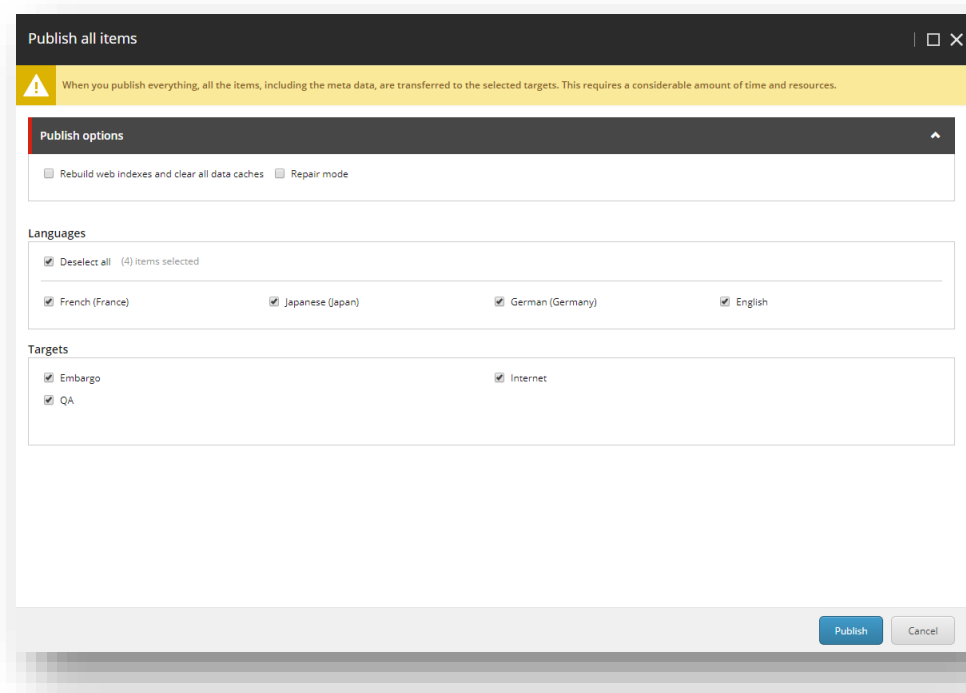 Publish all items
When you publish everything, all the items, including the meta data, are transferred to the selected targets. This requires a considerable amount of time and resources.
Publish options
Rebuild web indexes and clear all data caches Repair mode
Languages
Deselect all (4) items selected
French (France) Japanese (Japan) German (Germany) English
Targets
Embargo Internet
QA
Publish Cancel